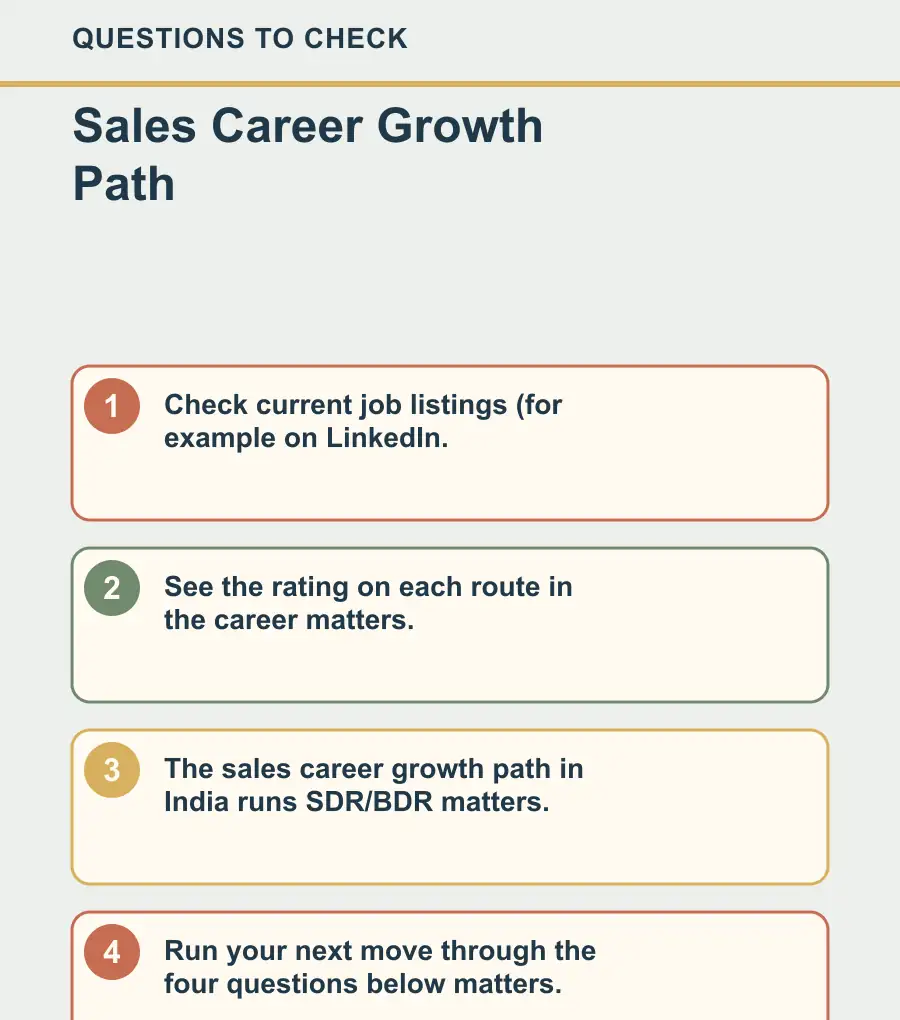 QUESTIONS TO CHECK
Sales Career Growth
Path
1
Check current job listings (for
example on LinkedIn.
2
See the rating on each route in
the career matters.
3
The sales career growth path in
India runs SDR/BDR matters.
4
Run your next move through the
four questions below matters.